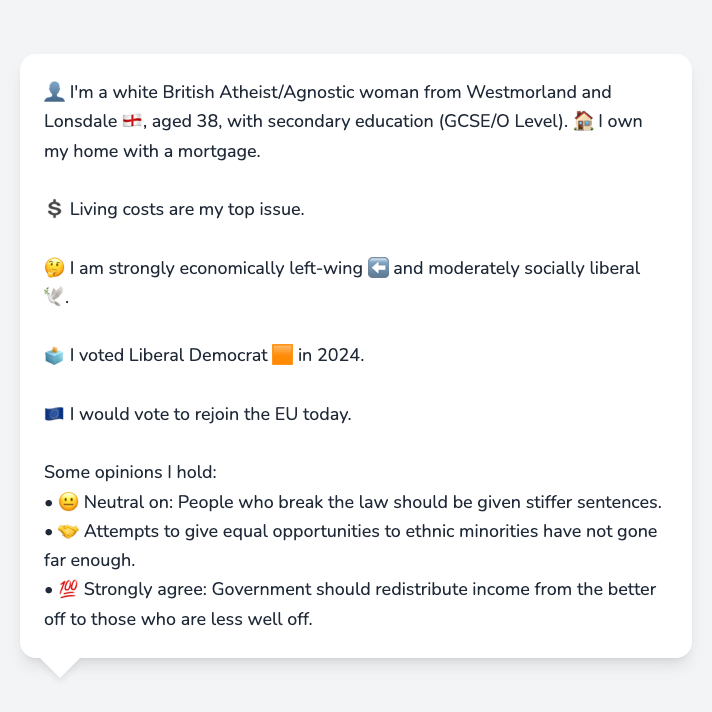 👤 I'm a white British Atheist/Agnostic woman from Westmorland and
Lonsdale 🏴󠁧󠁢󠁥󠁮󠁧󠁿, aged 38, with secondary education (GCSE/O Level). 🏠 I own
my home with a mortgage.
💲 Living costs are my top issue.
🤔 I am strongly economically left-wing ⬅️ and moderately socially liberal
🕊️.
🗳️ I voted Liberal Democrat 🟧 in 2024.
🇪🇺 I would vote to rejoin the EU today.
Some opinions I hold:
• 😐 Neutral on: People who break the law should be given stiffer sentences.
• 🤝 Attempts to give equal opportunities to ethnic minorities have not gone
far enough.
• 💯 Strongly agree: Government should redistribute income from the better
off to those who are less well off.